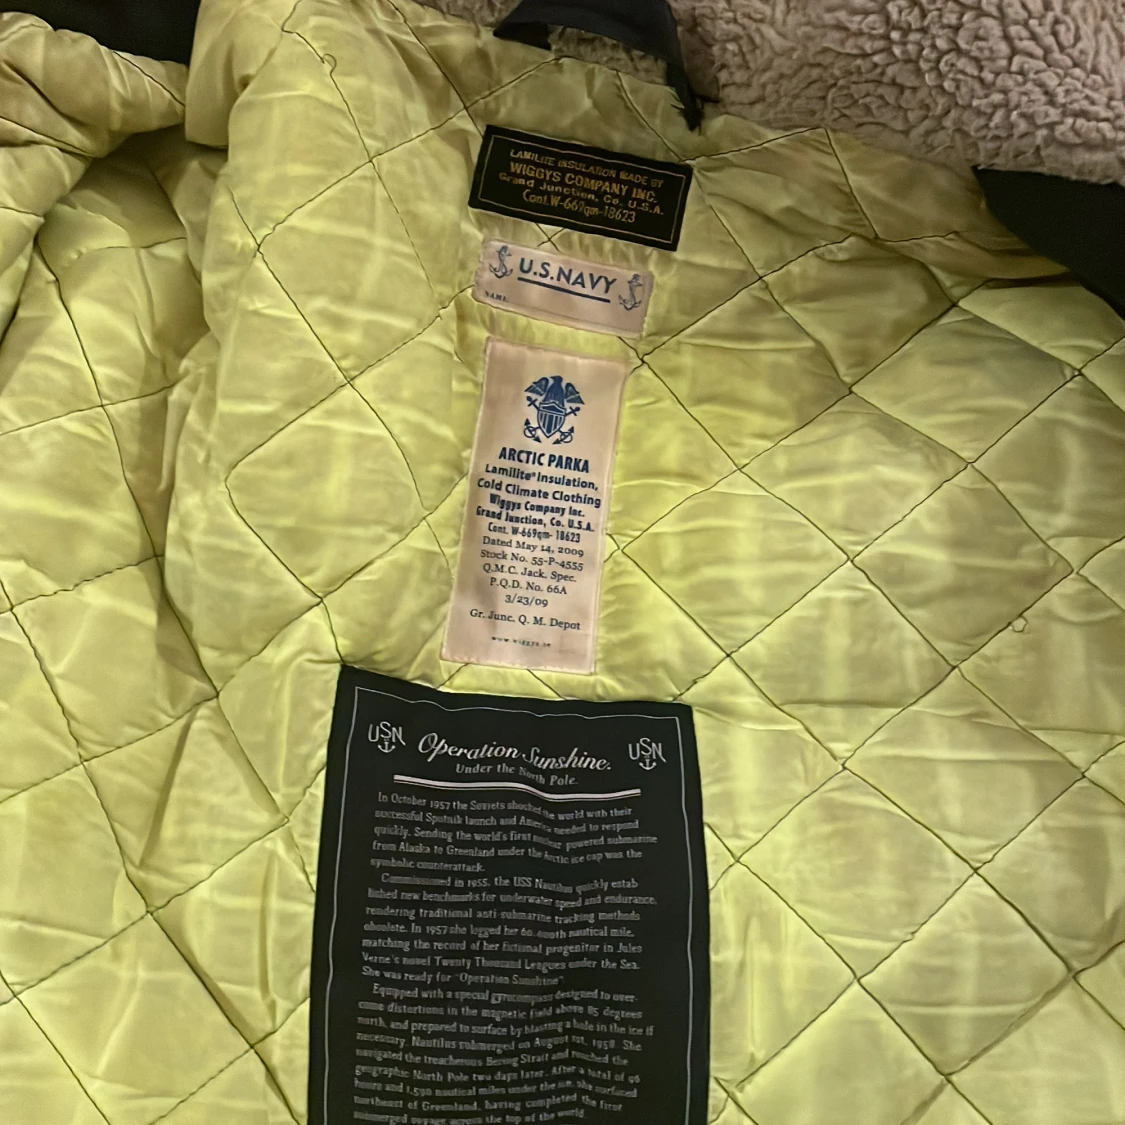 LAMILITE INSULATION MADE BY
WIGGYS COMPANY INC.
Grand Junction, Co. U.S.A.
Cont.W-669qm-18623
U.S.NAVY
NAME.
ARCTIC PARKA
Lamilite® Insulation,
Cold Climate Clothing
Wiggys Company Inc.
Grand Junction, Co. U.S.A.
Cont. W-669qm- 18623
Dated May 14, 2009
Stock No. 55-P-4555
Q.M.C. Jack. Spec.
P.Q.D. No. 66A
3/23/09
Gr. Junc. Q. M. Depot
USN
Operation Sunshine.
USN
Under the North Pole.
In October 1957 the Soviets shocked the world with their
successful Sputnik launch and America needed to respond
quickly. Sending the world's first nuclear powered submarine
from Alaska to Greenland under the Arctic ice cap was the
symbolic counterattack.
Commissioned in 1955, the USS Nautilus quickly estab
lished new benchmarks for underwater speed and endurance,
rendering traditional anti-submarine tracking methods
obsolete. In 1957 she logged her 60.000th nautical mile,
matching the record of her fictional progenitor in Jules
Verne's novel Twenty Thousand Leagues under the Sea.
She was ready for "Operation Sunshine".
Equipped with a special gyrocompass designed to over-
come distortions in the magnetic field above 85 degrees
north, and prepared to surface by blasting a hole in the ice if
necessary, Nautilus submerged on August 1st, 1958. She
navigated the treacherous Bering Strait and reached the
geographic North Pole two days later. After a total of 96
hours and 1,590 nautical miles under the ice, she surfaced
northeast of Greenland, having completed the first
submerged voyage across the top of the world.